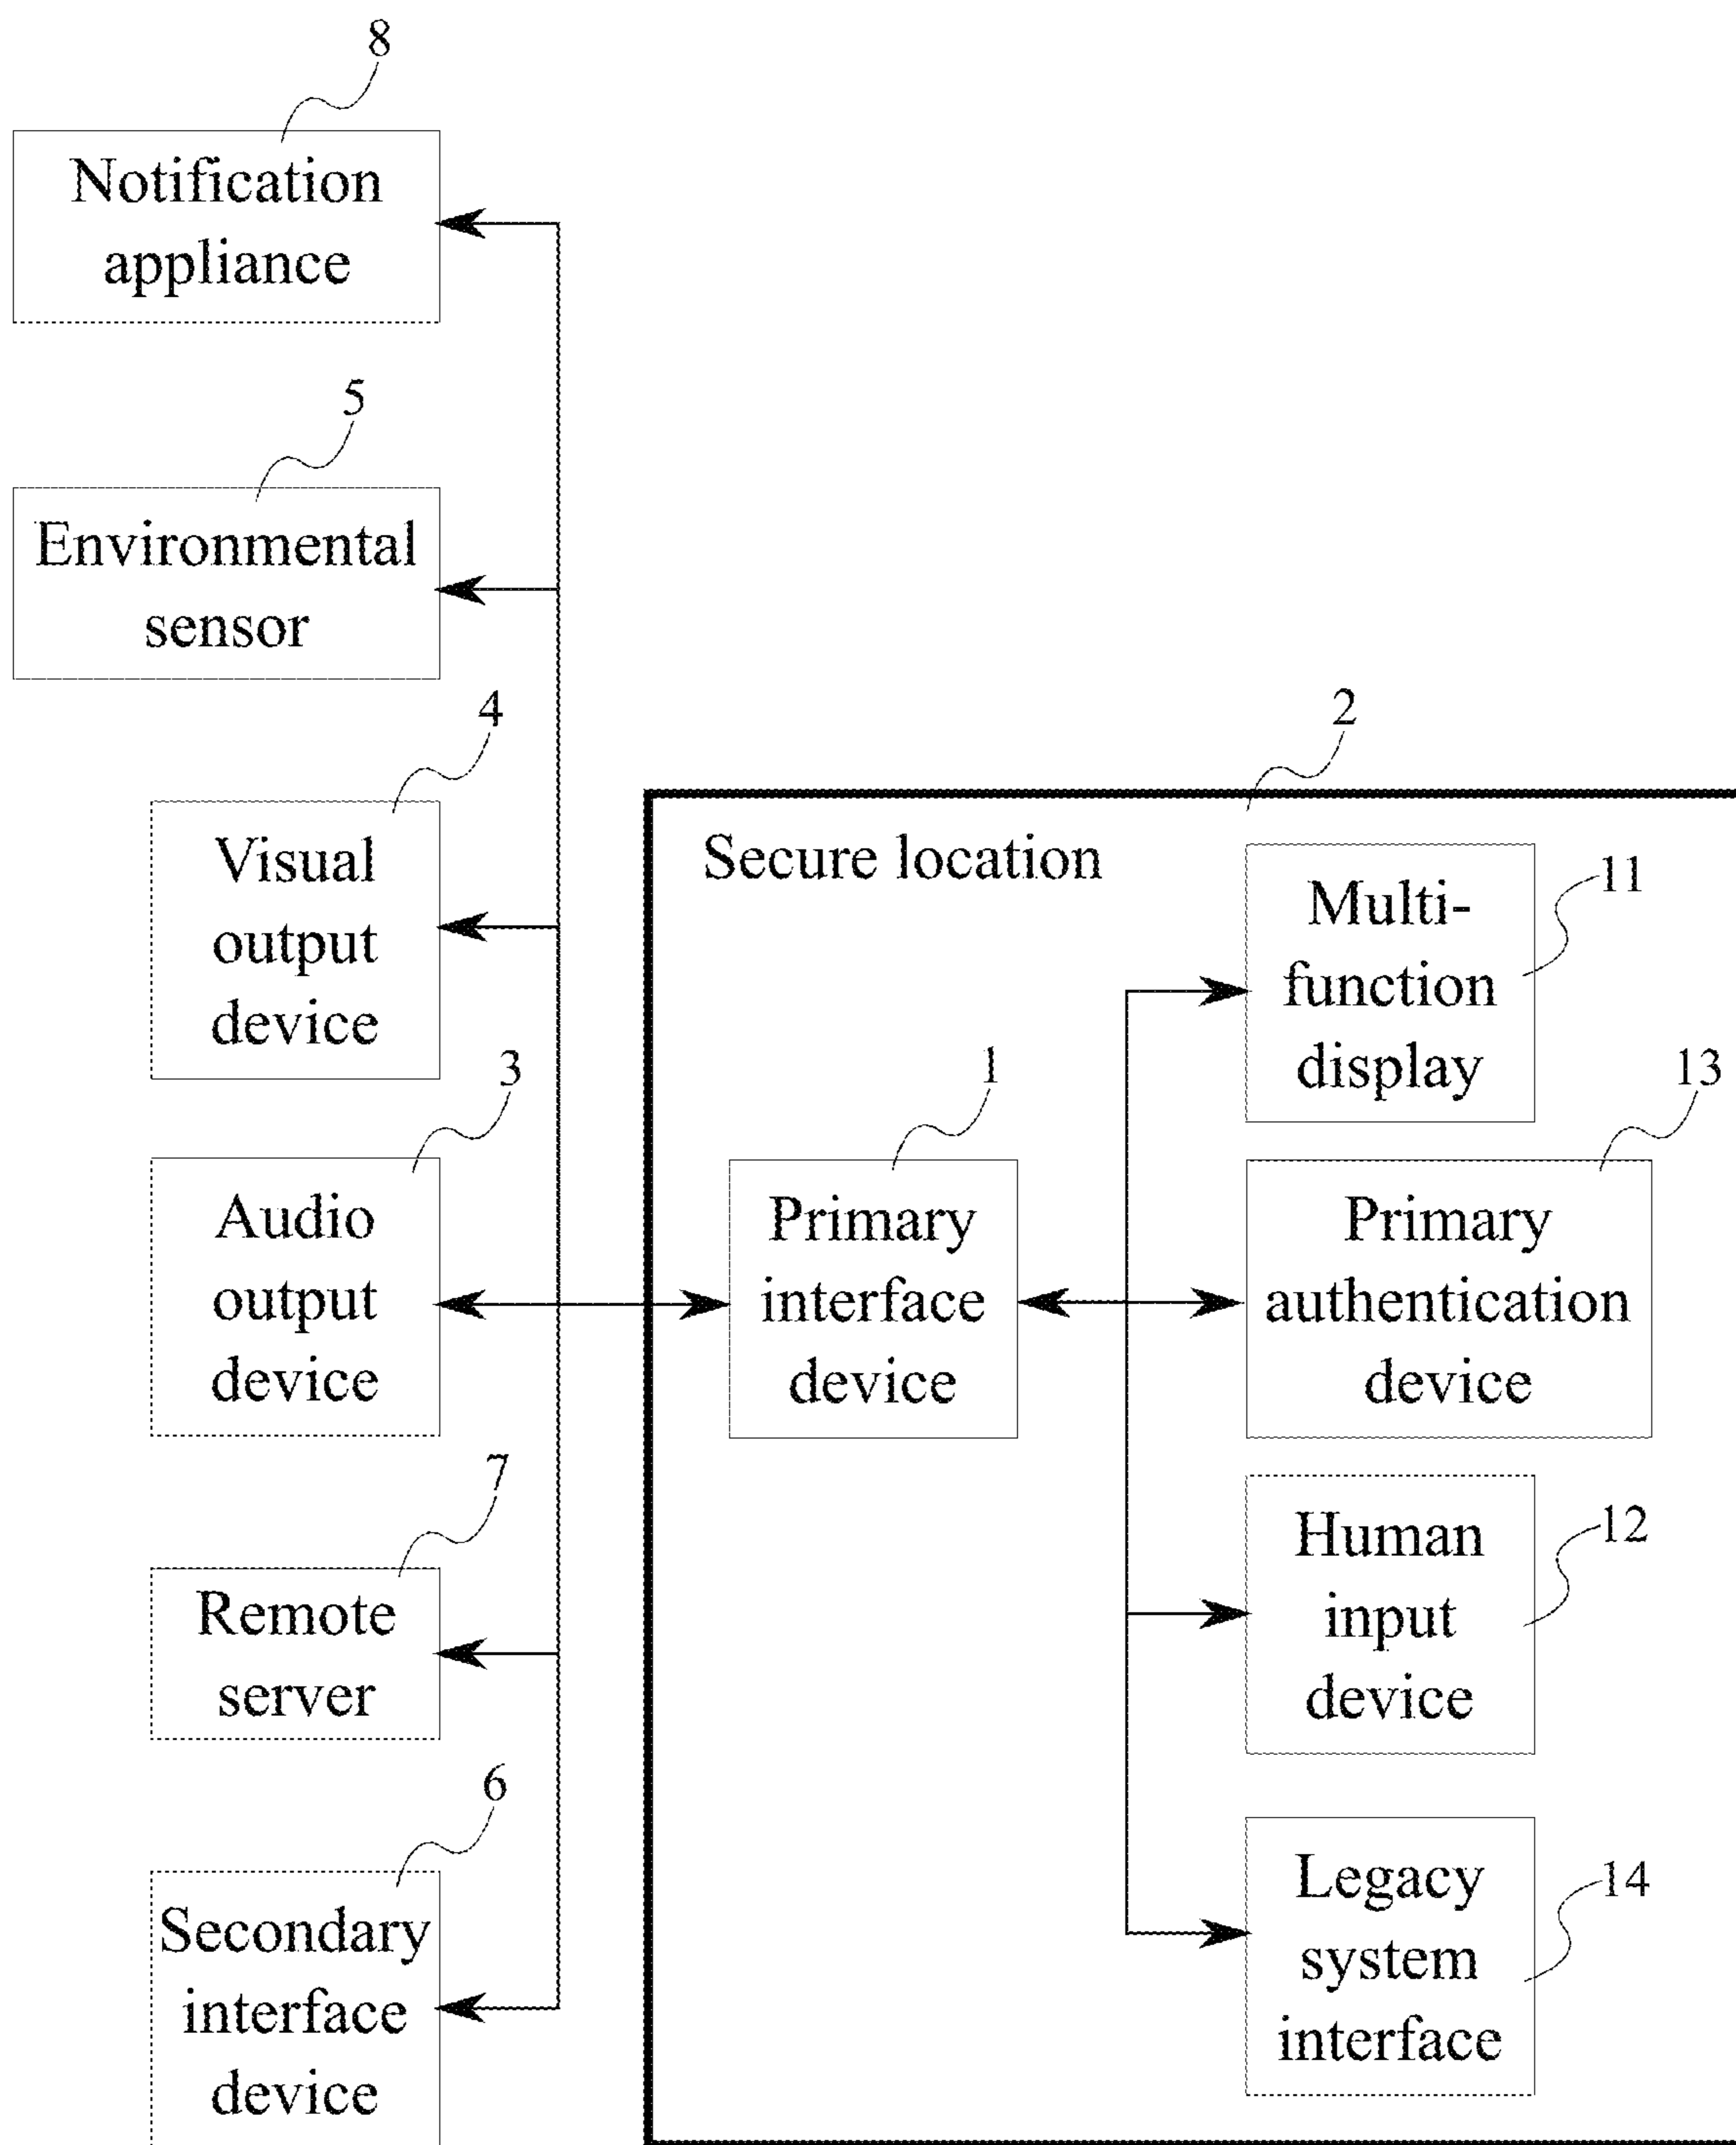 8
Notification
appliance
5
Environmental
sensor
4
Visual
output
device
3
Audio
output
device
7
Remote
server
6
Secondary
interface
device
2
Secure location
1
Primary
interface
device
11
Multi-
function
display
13
Primary
authentication
device
12
Human
input
device
14
Legacy
system
interface